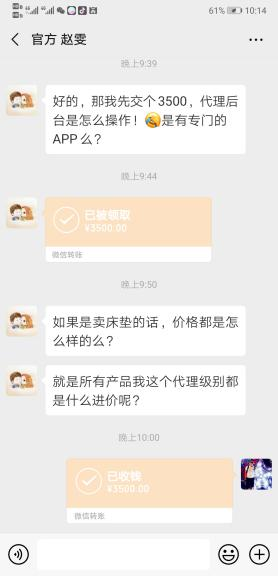 61% 10:14
官方 赵雯
晚上9:39
好的，那我先交个3500，代理后
台是怎么操作！是有专门的
APP么？
晚上9:44
已被领取
¥3500.00
微信转账
晚上9:50
如果是卖床垫的话，价格都是怎
么样的么？
就是所有产品我这个代理级别都
是什么进价呢？
晚上10:00
已收钱
¥3500.00
微信转账